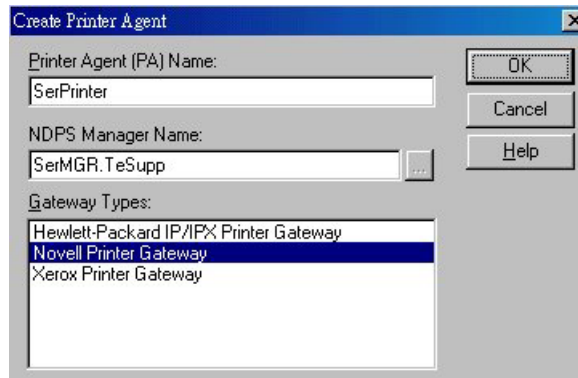 Create Printer Agent
Printer Agent (PA) Name:
SerPrinter
NDPS Manager Name:
SerMGR.TeSupp
...
Gateway Types:
Hewlett-Packard IP/IPX Printer Gateway
Novell Printer Gateway
Xerox Printer Gateway
OK
Cancel
Help